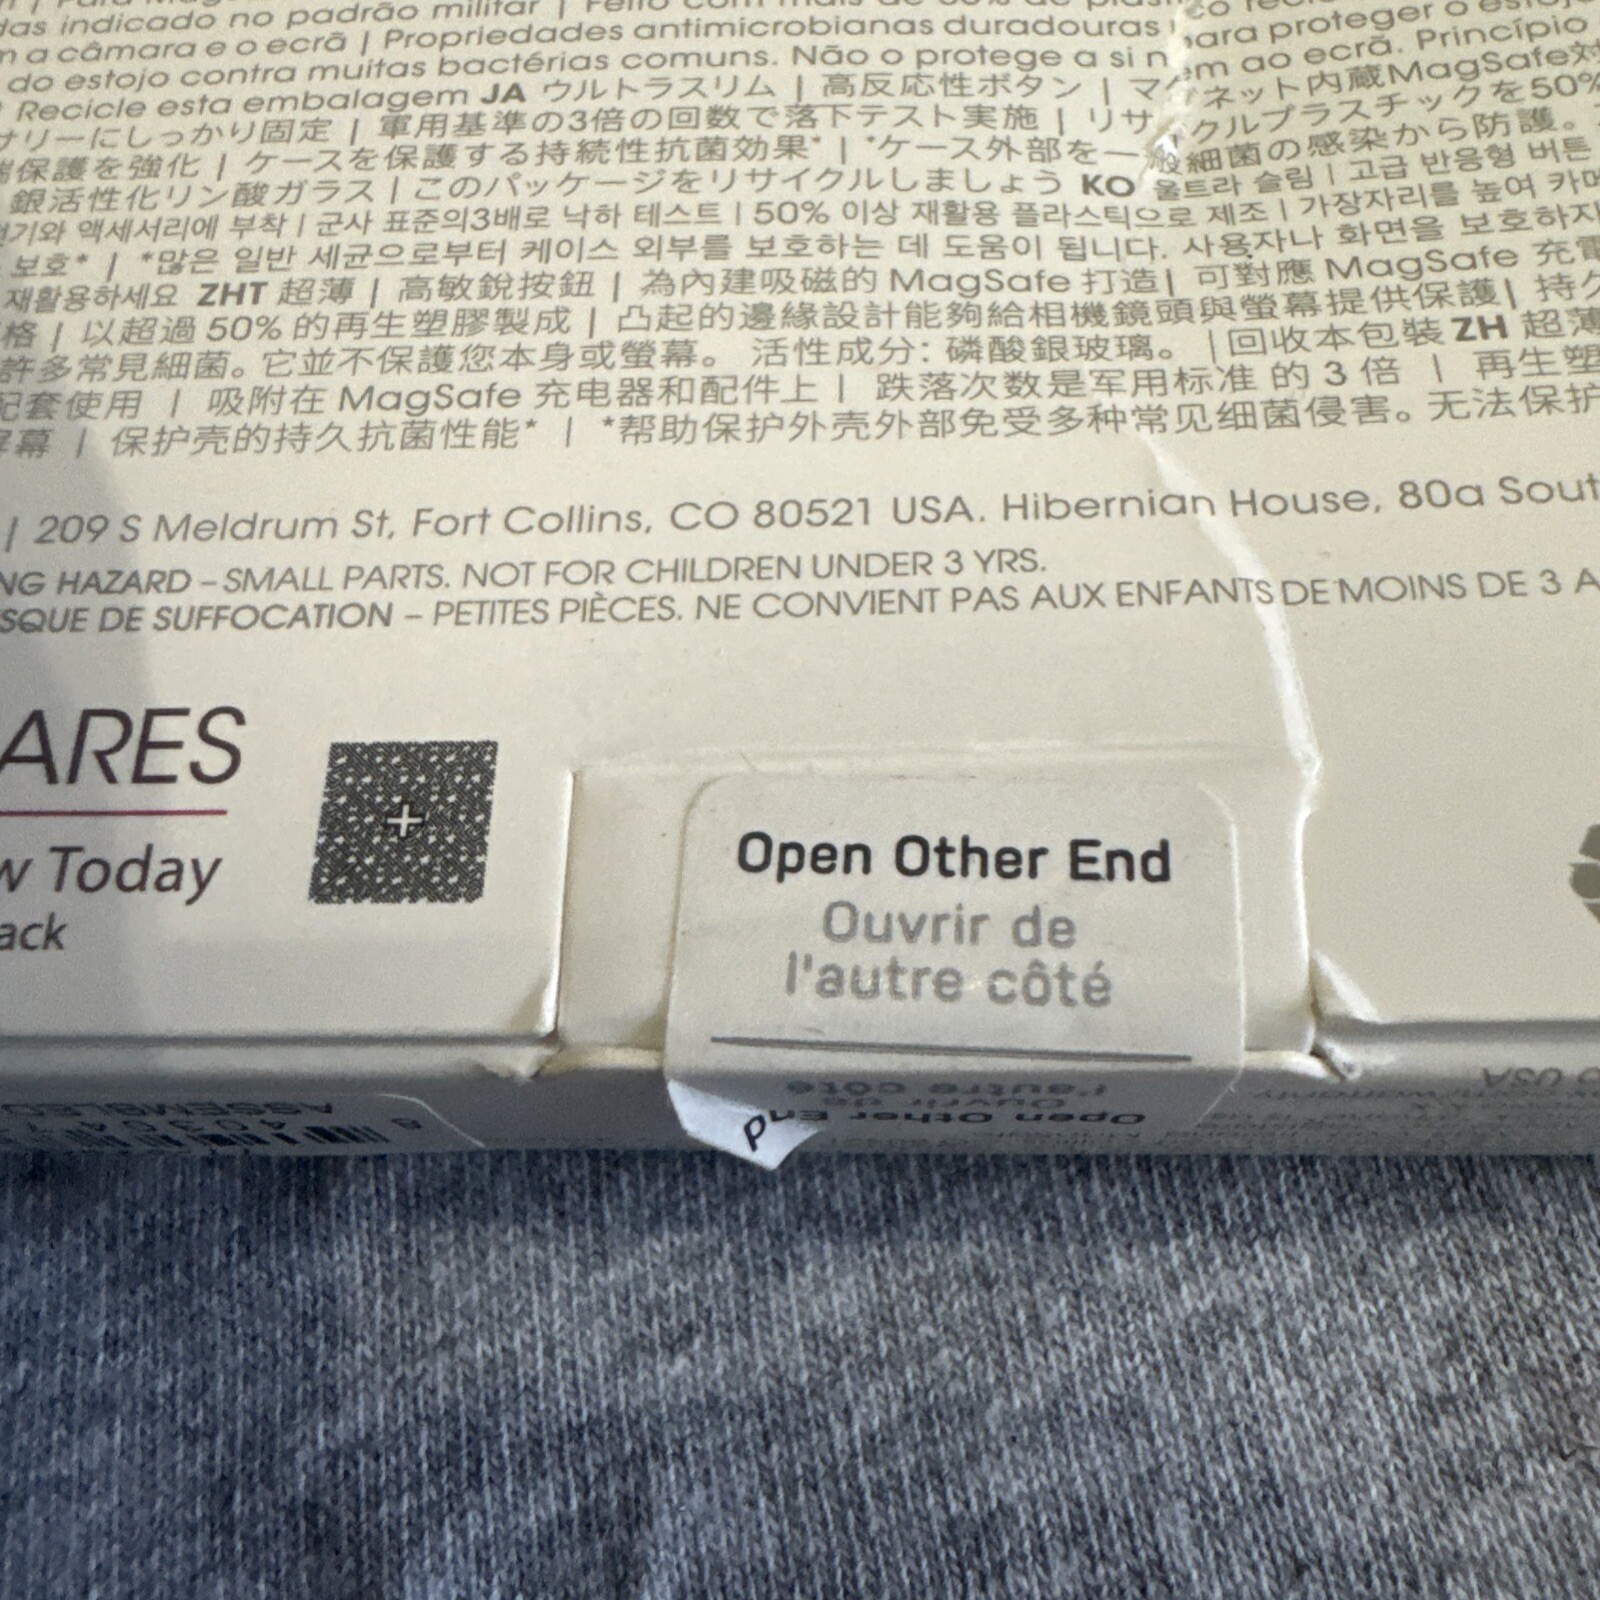 das indicado no padrão militar | Feito com mais de 50% de
a câmara e o ecrã | Propriedades antimicrobianas duradouras para proteger o estojo
do estojo contra muitas bactérias comuns. Não o protege a si nem ao ecrã. Princípio
Recicle esta embalagem JA ウルトラスリム | 高反応性ボタン | マグネット内蔵MagSafe対
サリーにしっかり固定 | 軍用基準の3倍の回数で落下テスト実施 | リサイクルプラスチックを50%
保護を強化 | ケースを保護する持続性抗菌効果* | *ケース外部を一般細菌の感染から防護。
銀活性化リン酸ガラス | このパッケージをリサイクルしましょう KO 울트라 슬림 | 고급 반응형 버튼
전기와 액세서리에 부착 | 군사 표준의3배로 낙하 테스트 | 50% 이상 재활용 플라스틱으로 제조 | 가장자리를 높여 카메
보호* | *많은 일반 세균으로부터 케이스 외부를 보호하는 데 도움이 됩니다. 사용자나 화면을 보호하지
재활용하세요 ZHT 超薄 | 高敏銳按鈕 | 為內建吸磁的 MagSafe 打造 | 可對應 MagSafe 充電
格 | 以超過 50% 的再生塑膠製成 | 凸起的邊緣設計能夠給相機鏡頭與螢幕提供保護 | 持久
許多常見細菌。它並不保護您本身或螢幕。 活性成分: 磷酸銀玻璃。 | 回收本包裝 ZH 超薄
配套使用 | 吸附在 MagSafe 充电器和配件上 | 跌落次数是军用标准 的 3 倍 | 再生塑
屏幕 | 保护壳的持久抗菌性能* | *帮助保护外壳外部免受多种常见细菌侵害。无法保护
| 209 S Meldrum St, Fort Collins, CO 80521 USA. Hibernian House, 80a Sout
NG HAZARD – SMALL PARTS. NOT FOR CHILDREN UNDER 3 YRS.
SQUE DE SUFFOCATION – PETITES PIÈCES. NE CONVIENT PAS AUX ENFANTS DE MOINS DE 3 A
ARES
w Today
ack
Open Other End
Ouvrir de
l'autre côté
l'autre côté
Ouvrir de
Open Other End
ASSEMBLED
USA